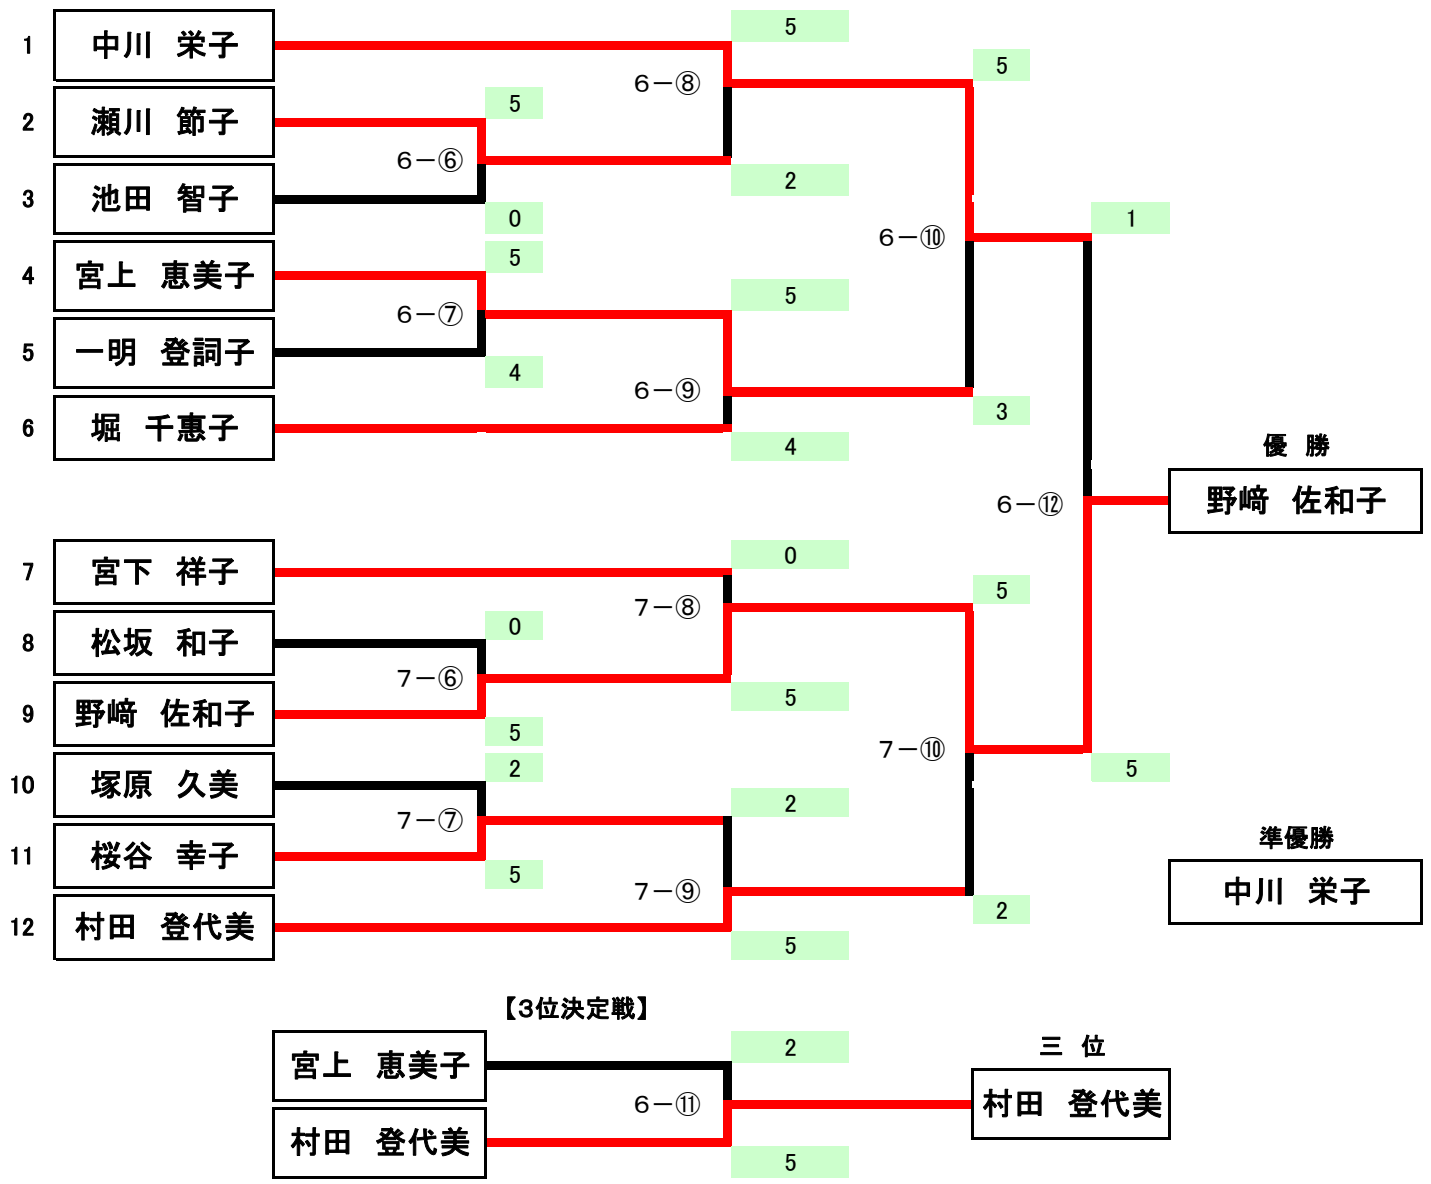 5
1 中川 栄子
5
6－⑧
5
2 瀬川 節子
6－⑥
2
3 池田 智子
0
1
6－⑩
5
4 宮上 恵美子
5
6－⑦
5 一明 登詞子
4
6－⑨
3
6 堀 千恵子
4
優 勝
野﨑 佐和子
6－⑫
0
7 宮下 祥子
5
7－⑧
0
8 松坂 和子
7－⑥
5
9 野﨑 佐和子
5
7－⑩
2
5
10 塚原 久美
2
7－⑦
準優勝
11 桜谷 幸子
5
7－⑨
中川 栄子
2
12 村田 登代美
5
【3位決定戦】
2
三 位
宮上 恵美子
6－⑪
村田 登代美
村田 登代美
5